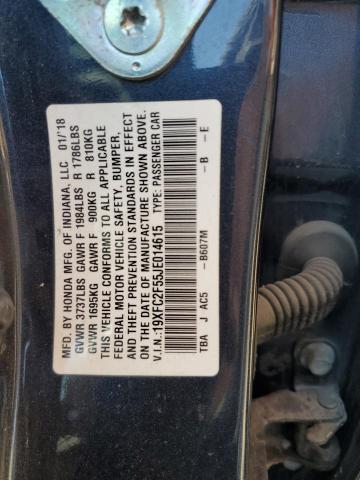 MFD. BY HONDA MFG. OF INDIANA, LLC 01/'18
GVWR 3737LBS GAWR F 1984LBS R 1786LBS
GVWR 1695KG GAWR F 900KG R 810KG
THIS VEHICLE CONFORMS TO ALL APPLICABLE
FEDERAL MOTOR VEHICLE SAFETY, BUMPER,
AND THEFT PREVENTION STANDARDS IN EFFECT
ON THE DATE OF MANUFACTURE SHOWN ABOVE.
V.I.N.:19XFC2F55JE014615 TYPE: PASSENGER CAR
TBA J AC5 -B607M -B -E